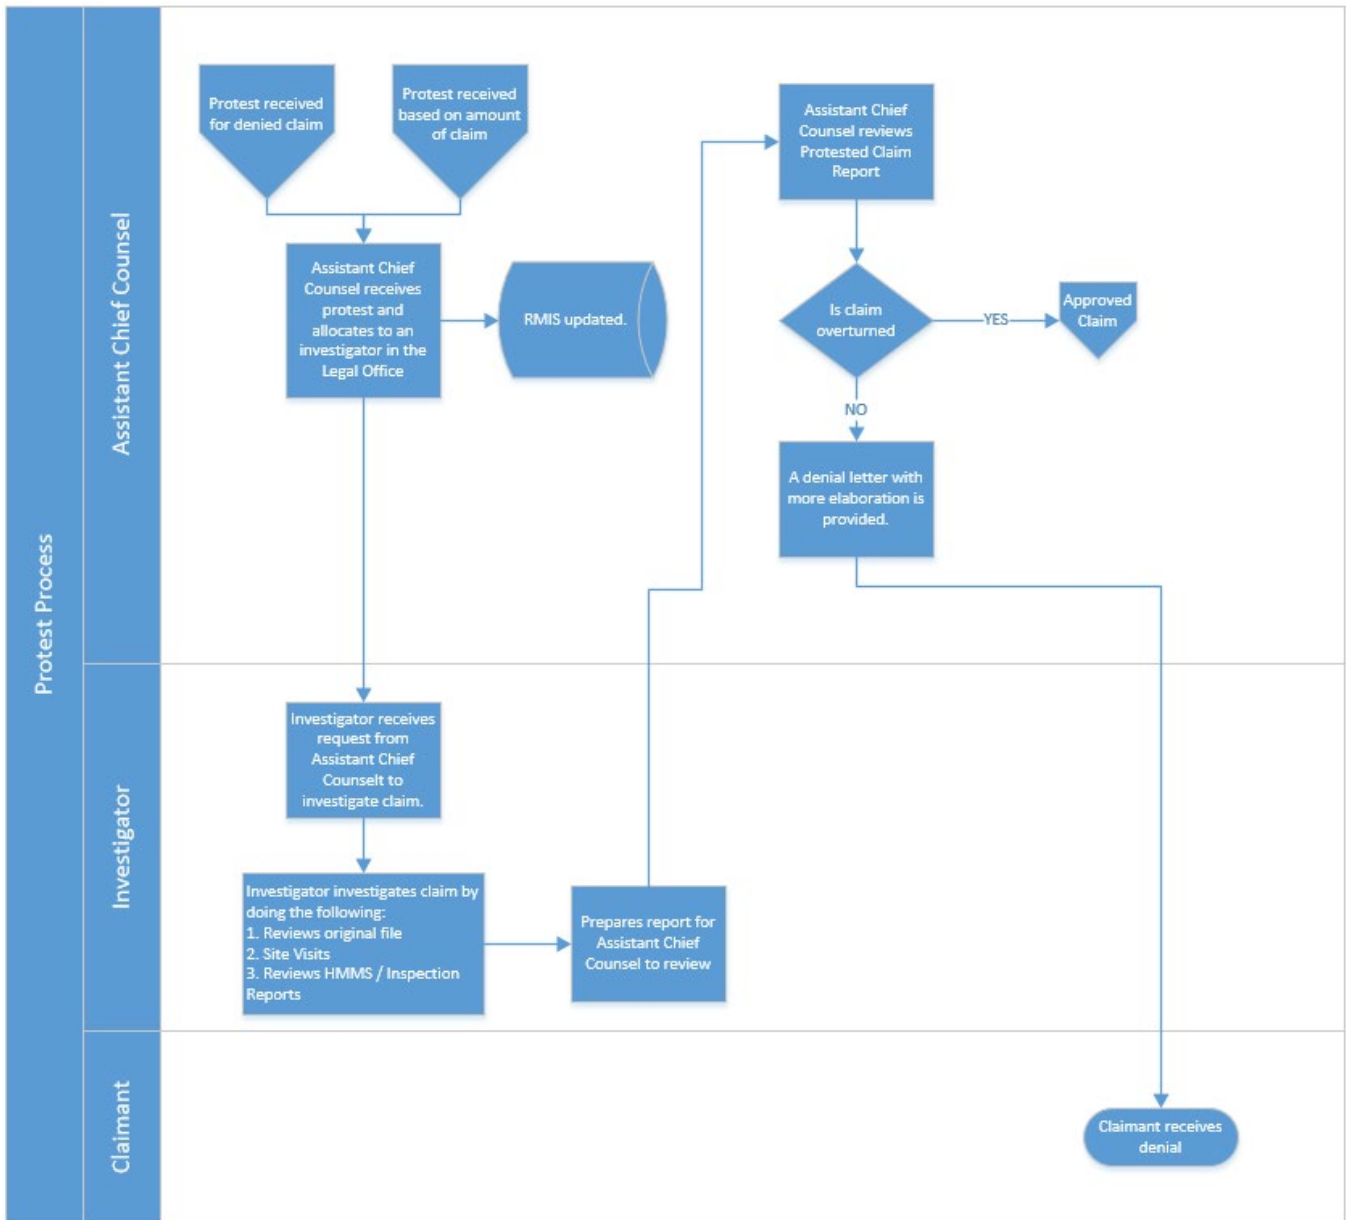 Protest Process
Assistant Chief Counsel
Protest received
for denied claim
Protest received
based on amount
of claim
Assistant Chief
Counsel receives
protest and
allocates to an
investigator in the
Legal Office
RMIS updated.
Assistant Chief
Counsel reviews
Protested Claim
Report
Is claim
overturned
YES
Approved
Claim
NO
A denial letter with
more elaboration is
provided.
Investigator
Investigator receives
request from
Assistant Chief
Counselt to
investigate claim.
Investigator investigates claim by
doing the following:
1. Reviews original file
2. Site Visits
3. Reviews HMMS / Inspection
Reports
Prepares report for
Assistant Chief
Counsel to review
Claimant
Claimant receives
denial